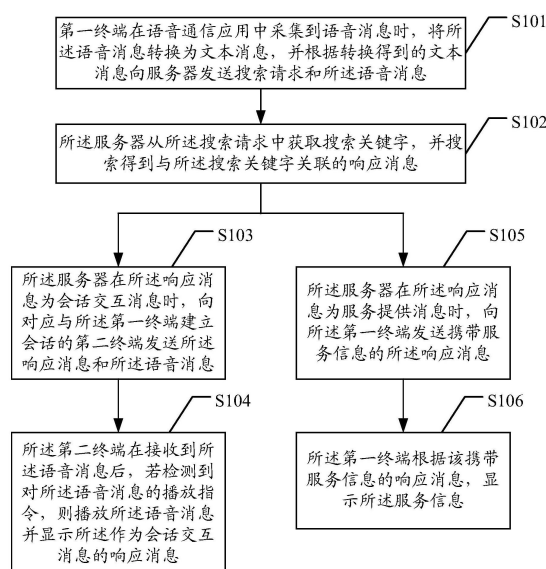 S101
第一终端在语音通信应用中采集到语音消息时，将所
述语音消息转换为文本消息，并根据转换得到的文本
消息向服务器发送搜索请求和所述语音消息
S102
所述服务器从所述搜索请求中获取搜索关键字，并搜
索得到与所述搜索关键字关联的响应消息
S103
所述服务器在所述响应消
息为会话交互消息时，向
对应与所述第一终端建立
会话的第二终端发送所述
响应消息和所述语音消息
S105
所述服务器在所述响应消息
为服务提供消息时，向
所述第一终端发送携带服
务信息的所述响应消息
S104
所述第二终端在接收到所
述语音消息后，若检测到
对所述语音消息的播放指
令，则播放所述语音消息
并显示所述作为会话交互
消息的响应消息
S106
所述第一终端根据该携带
服务信息的响应消息，显
示所述服务信息